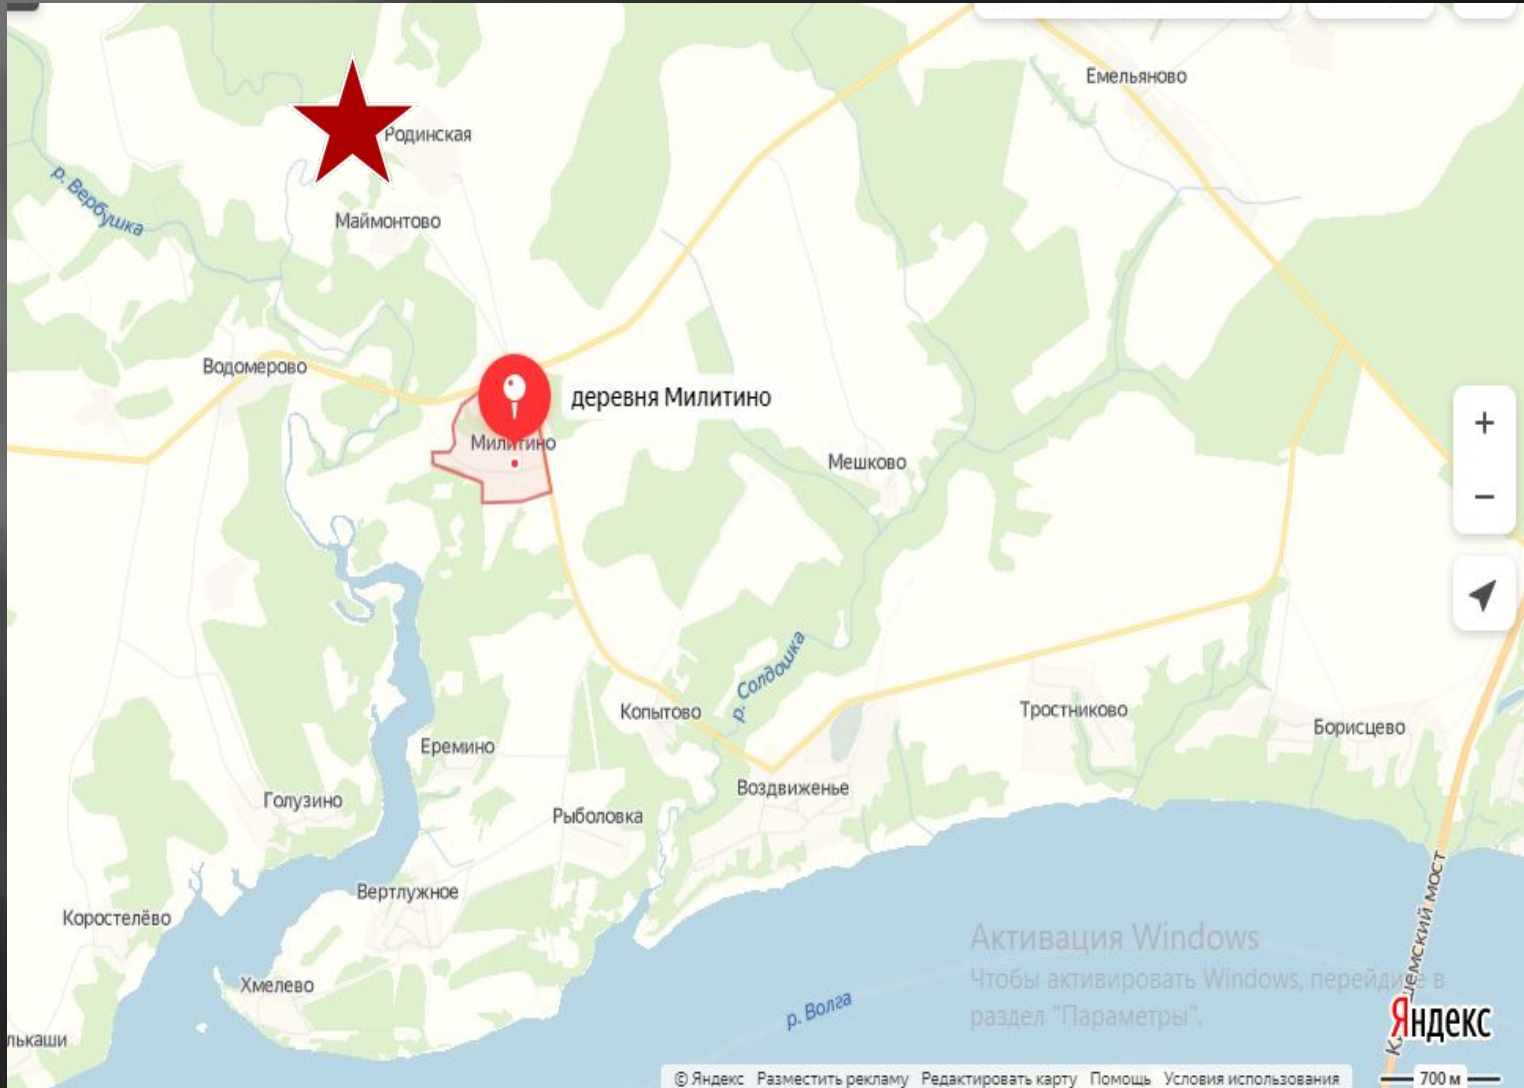 Емельяново
Родинская
р. Вербушка
Маймонтово
Водомерово
деревня Милитино
Милитино
Мешково
р. Солдошка
Копытово
Тростниково
Борисцево
Еремино
Воздвиженье
Голузино
Рыболовка
Вертлужное
Коростелёво
Хмелево
р. Волга
лькаши
Активация Windows
Чтобы активировать Windows, перейдите в
раздел "Параметры".
мост
Яндекс
© Яндекс Разместить рекламу Редактировать карту Помощь Условия использования
700 м